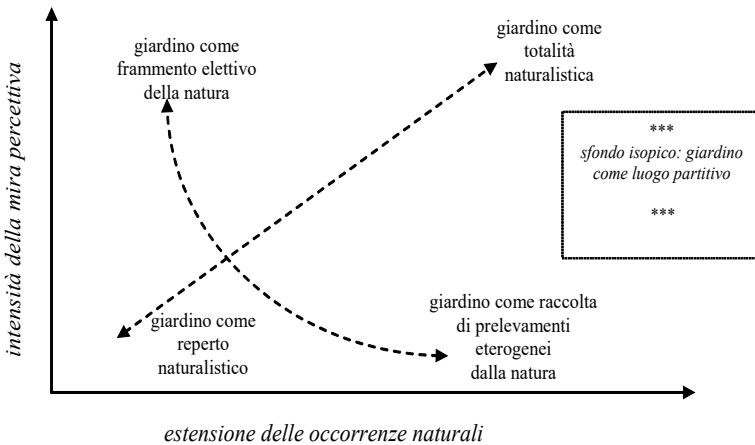 intensità della mira percettiva
giardino come
frammento elettivo
della natura
giardino come
totalità
naturalistica
***
sfondo isopico: giardino
come luogo partitivo
***
giardino come
reperto
naturalistico
giardino come raccolta
di prelevamenti
eterogenei
dalla natura
estensione delle occorrenze naturali